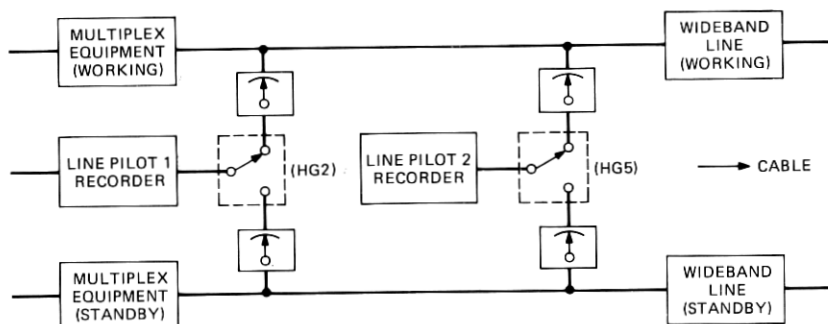 MULTIPLEX
EQUIPMENT
(WORKING)
WIDEBAND
LINE
(WORKING)
LINE PILOT 1
RECORDER
(HG2)
LINE PILOT 2
RECORDER
(HG5)
CABLE
MULTIPLEX
EQUIPMENT
(STANDBY)
WIDEBAND
LINE
(STANDBY)